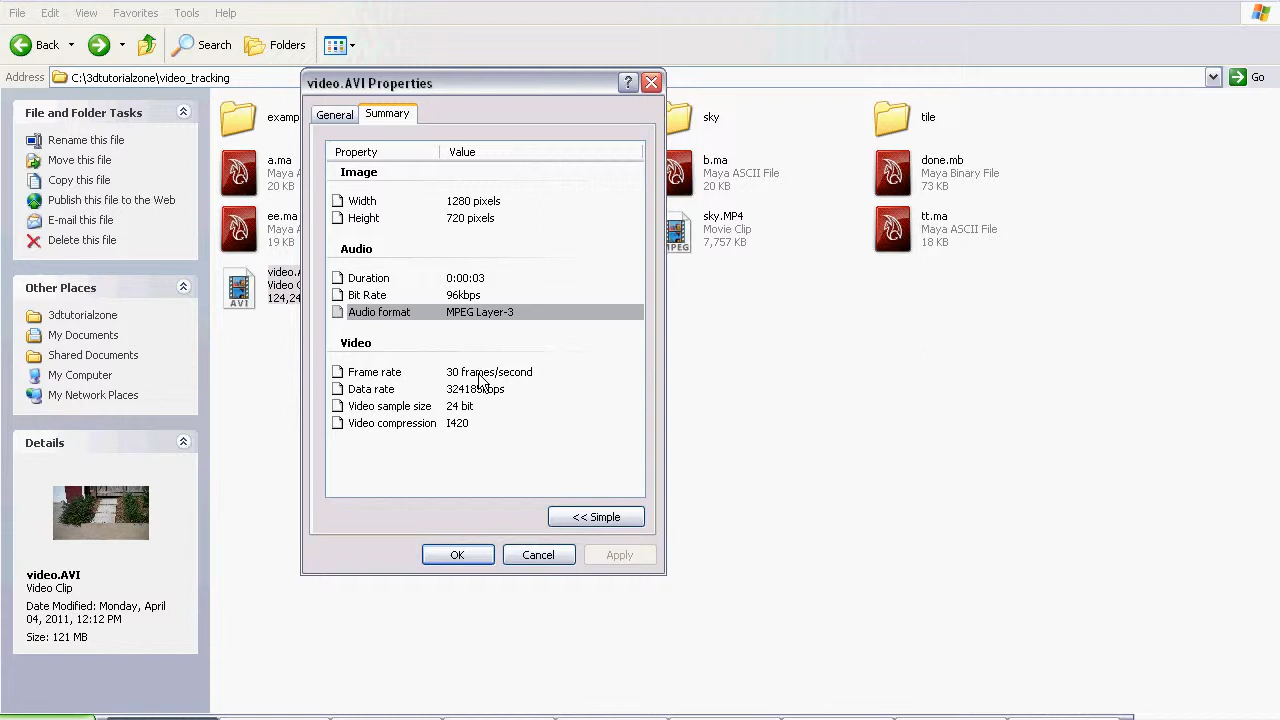 File Edit View Favorites Tools Help
Back Search Folders
Address C:\3dtutorialzone\video_tracking Go
File and Folder Tasks
Rename this file
Move this file
Copy this file
Publish this file to the Web
E-mail this file
Delete this file
Other Places
3dtutorialzone
My Documents
Shared Documents
My Computer
My Network Places
Details
video.AVI
Video Clip
Date Modified: Monday, April
04, 2011, 12:12 PM
Size: 121 MB
examp
sky
tile
a.ma
Maya A
20 KB
b.ma
Maya ASCII File
20 KB
done.mb
Maya Binary File
73 KB
ee.ma
Maya A
19 KB
MPEG
sky.MP4
Movie Clip
7,757 KB
tt.ma
Maya ASCII File
18 KB
AVI
video.A
Video C
124,24
video.AVI Properties
General Summary
Property Value
Image
Width 1280 pixels
Height 720 pixels
Audio
Duration 0:00:03
Bit Rate 96kbps
Audio format MPEG Layer-3
Video
Frame rate 30 frames/second
Data rate
Video sample size 24 bit
Video compression I420
<< Simple
OK Cancel Apply